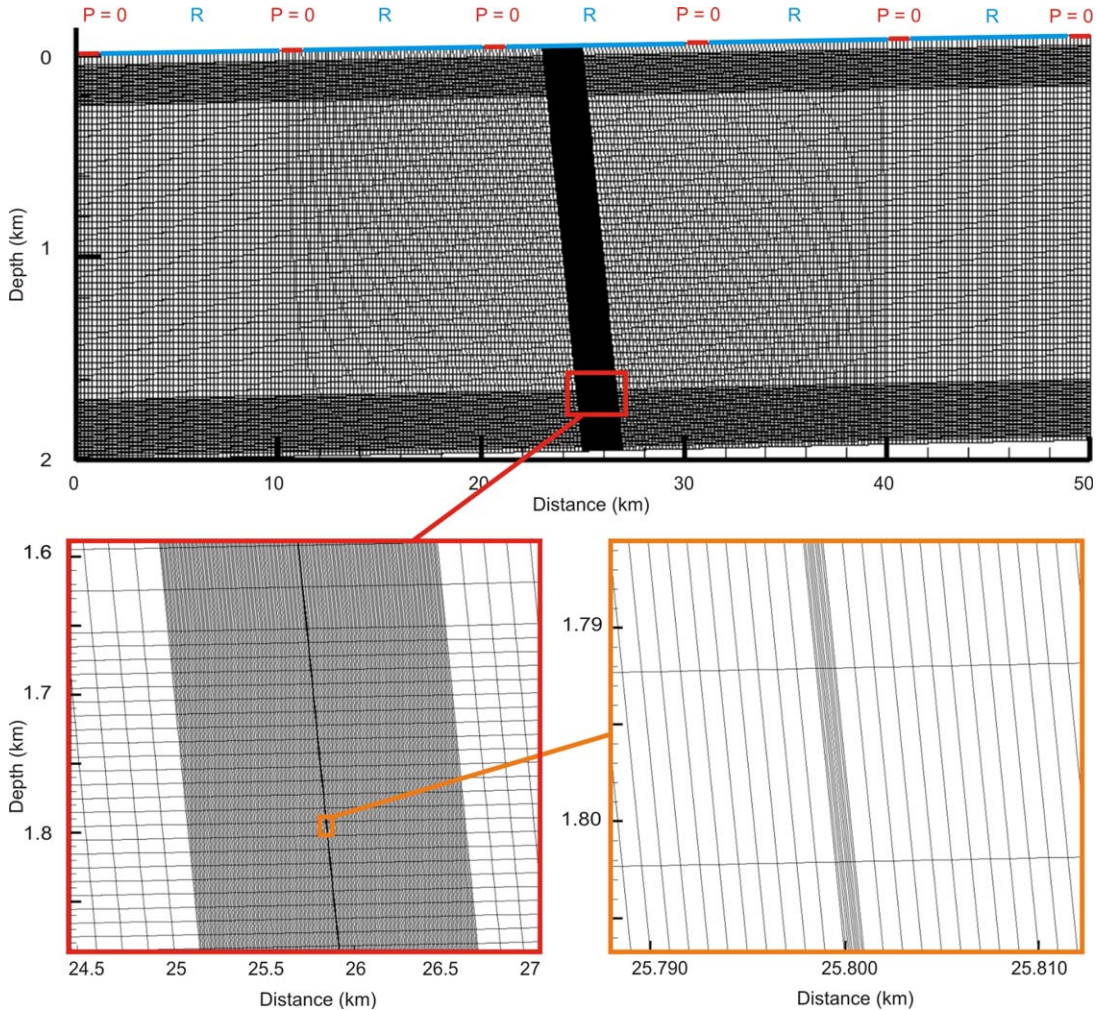 P = 0 R P = 0 R P = 0 R P = 0 R P = 0 R P = 0
0
1
2
Depth (km)
0 10 20 30 40 50
Distance (km)
1.6
1.7
1.8
Depth (km)
24.5 25 25.5 26 26.5 27
Distance (km)
1.79
1.80
25.790 25.800 25.810
Distance (km)